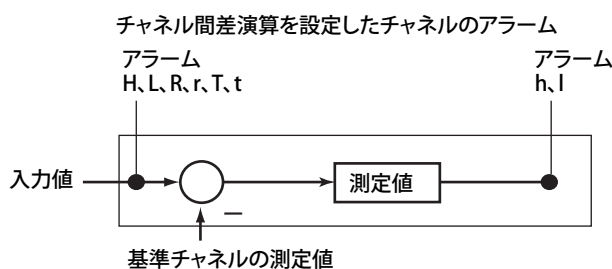 チャネル間差演算を設定したチャネルのアラーム
アラーム
H、L、R、r、T、t
アラーム
h、l
入力値
測定値
−
基準チャネルの測定値